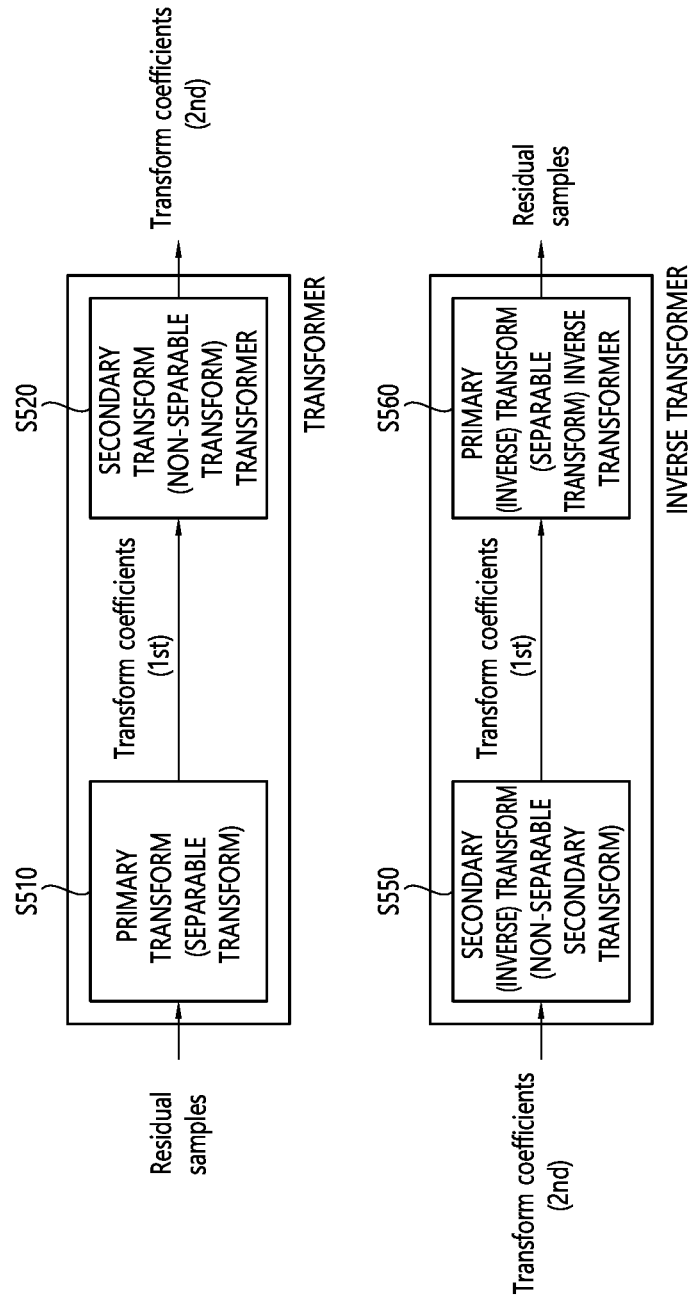 S510
S520
Residual
samples
PRIMARY
TRANSFORM
(SEPARABLE
TRANSFORM)
Transform coefficients
(1st)
SECONDARY
TRANSFORM
(NON-SEPARABLE
TRANSFORM)
TRANSFORMER
Transform coefficients
(2nd)
TRANSFORMER
S550
S560
Transform coefficients
(2nd)
SECONDARY
(INVERSE) TRANSFORM
(NON-SEPARABLE
SECONDARY
TRANSFORM)
Transform coefficients
(1st)
PRIMARY
(INVERSE) TRANSFORM
(SEPARABLE
TRANSFORM) INVERSE
TRANSFORMER
Residual
samples
INVERSE TRANSFORMER